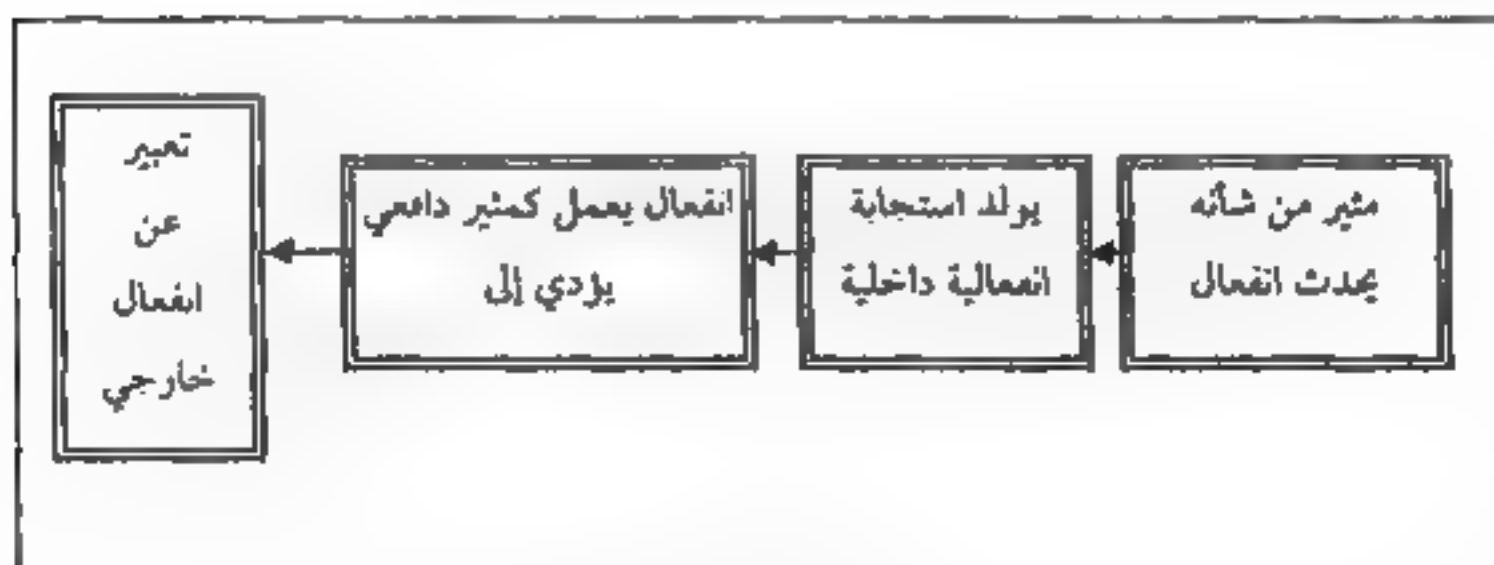 مثير من شأنه
يحدث انفعال
يولد استجابة
انفعالية داخلية
انفعال يعمل كمثير دافعي
يؤدي إلى
تعبير
عن
انفعال
خارجي